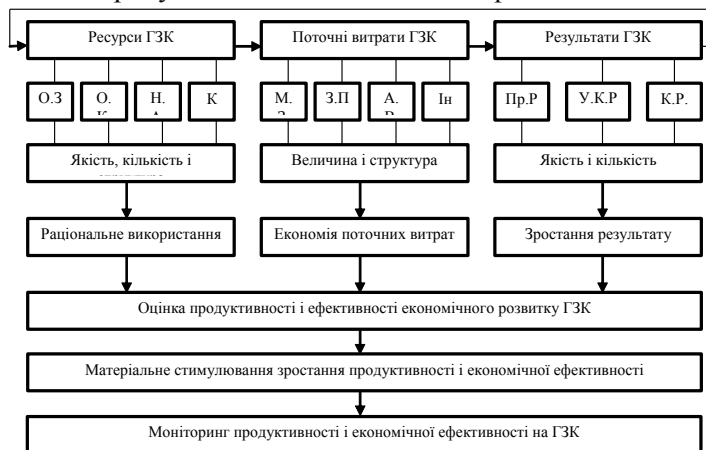 Ресурси ГЗК
Поточні витрати ГЗК
Результати ГЗК
О.З
О.
Н.
К
М.
З.П
А.
Ін
Пр.Р
У.К.Р
К.Р.
Якість, кількість і
Величина і структура
Якість і кількість
Раціональне використання
Економія поточних витрат
Зростання результату
Оцінка продуктивності і ефективності економічного розвитку ГЗК
Матеріальне стимулювання зростання продуктивності і економічної ефективності
Моніторинг продуктивності і економічної ефективності на ГЗК